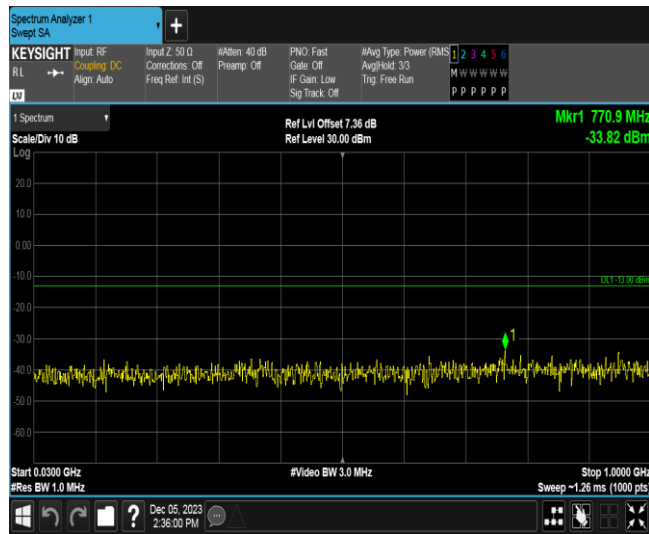 Spectrum Analyzer 1
Swept SA
+
KEYSIGHT
RL
LXI
Input: RF
Coupling: DC
Align: Auto
Input Z: 50 Ω
Corrections: Off
Freq Ref: Int (S)
#Atten: 40 dB
Preamp: Off
PNO: Fast
Gate: Off
IF Gain: Low
Sig Track: Off
#Avg Type: Power (RMS
Avg|Hold: 3/3
Trig: Free Run
1 2 3 4 5 6
M W W W W W
P P P P P P
1 Spectrum
Scale/Div 10 dB
Ref Lvl Offset 7.36 dB
Ref Level 30.00 dBm
Mkr1 770.9 MHz
-33.82 dBm
Log
20.0
10.0
0.00
-10.0
DL1 -13.00 dBm
-20.0
-30.0
1
-40.0
-50.0
-60.0
Start 0.0300 GHz
#Video BW 3.0 MHz
Stop 1.0000 GHz
#Res BW 1.0 MHz
Sweep ~1.26 ms (1000 pts)
?
Dec 05, 2023
2:36:00 PM